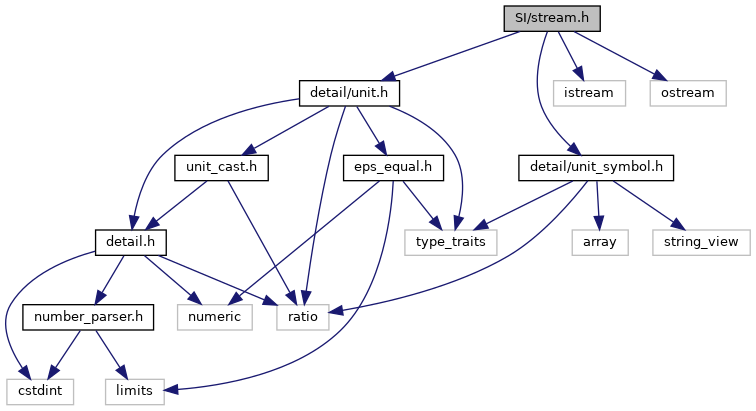 SI/stream.h
detail/unit.h
istream
ostream
unit_cast.h
eps_equal.h
detail/unit_symbol.h
detail.h
type_traits
array
string_view
number_parser.h
numeric
ratio
cstdint
limits